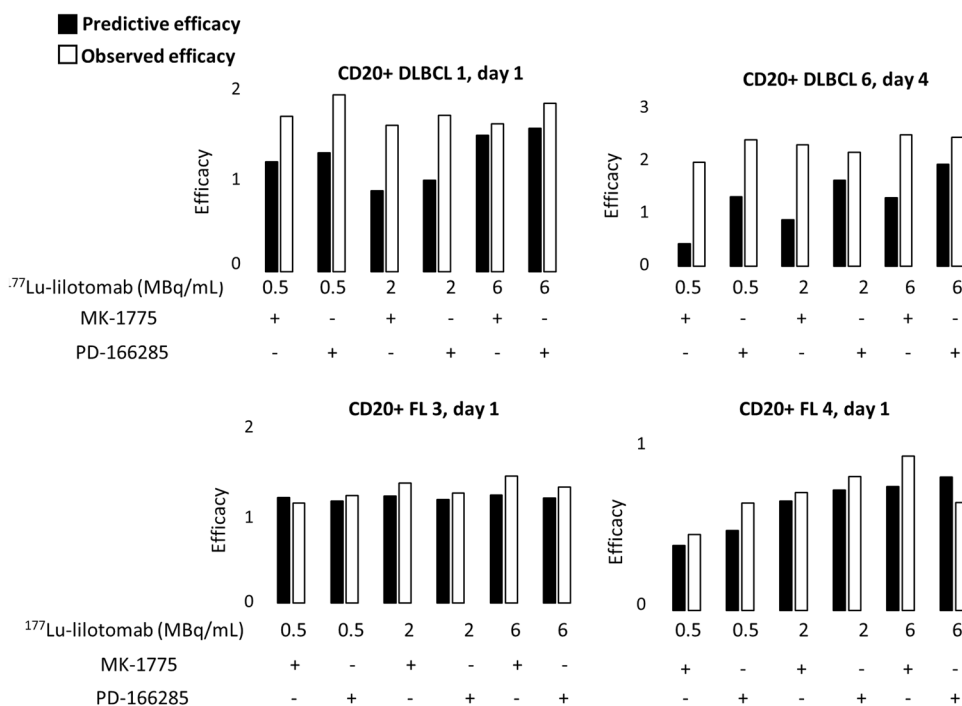 Predictive efficacy
Observed efficacy
CD20+ DLBCL 1, day 1
2
1
0
Efficacy
CD20+ DLBCL 6, day 4
3
2
1
0
Efficacy
.77Lu-lilotomab (MBq/mL) 0.5 0.5 2 2 6 6 0.5 0.5 2 2 6 6
MK-1775 + - + - + - + - + - + -
PD-166285 - + - + - + - + - + - +
CD20+ FL 3, day 1
2
1
0
Efficacy
CD20+ FL 4, day 1
1
0
Efficacy
177Lu-lilotomab (MBq/mL) 0.5 0.5 2 2 6 6 0.5 0.5 2 2 6 6
MK-1775 + - + - + - + - + - + -
PD-166285 - + - + - + - + - + - +